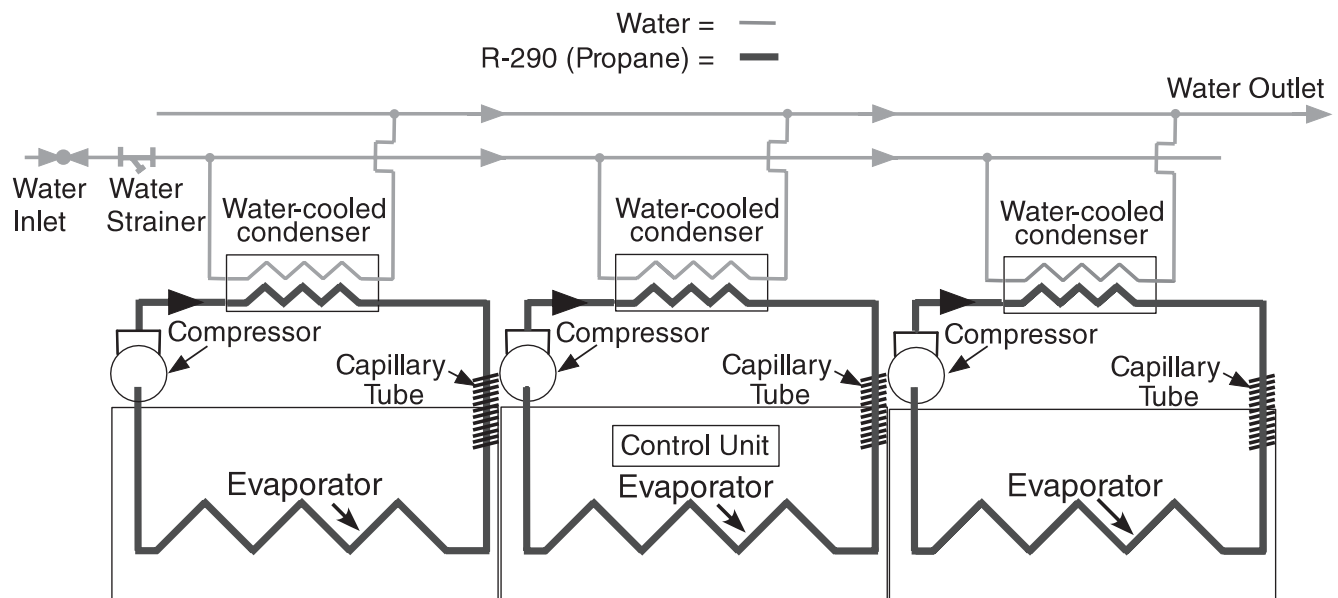 Water =
R-290 (Propane) =
Water Outlet
Water
Inlet
Water
Strainer
Water-cooled
condenser
Water-cooled
condenser
Water-cooled
condenser
Compressor
Compressor
Compressor
Capillary
Tube
Capillary
Tube
Capillary
Tube
Control Unit
Evaporator
Evaporator
Evaporator